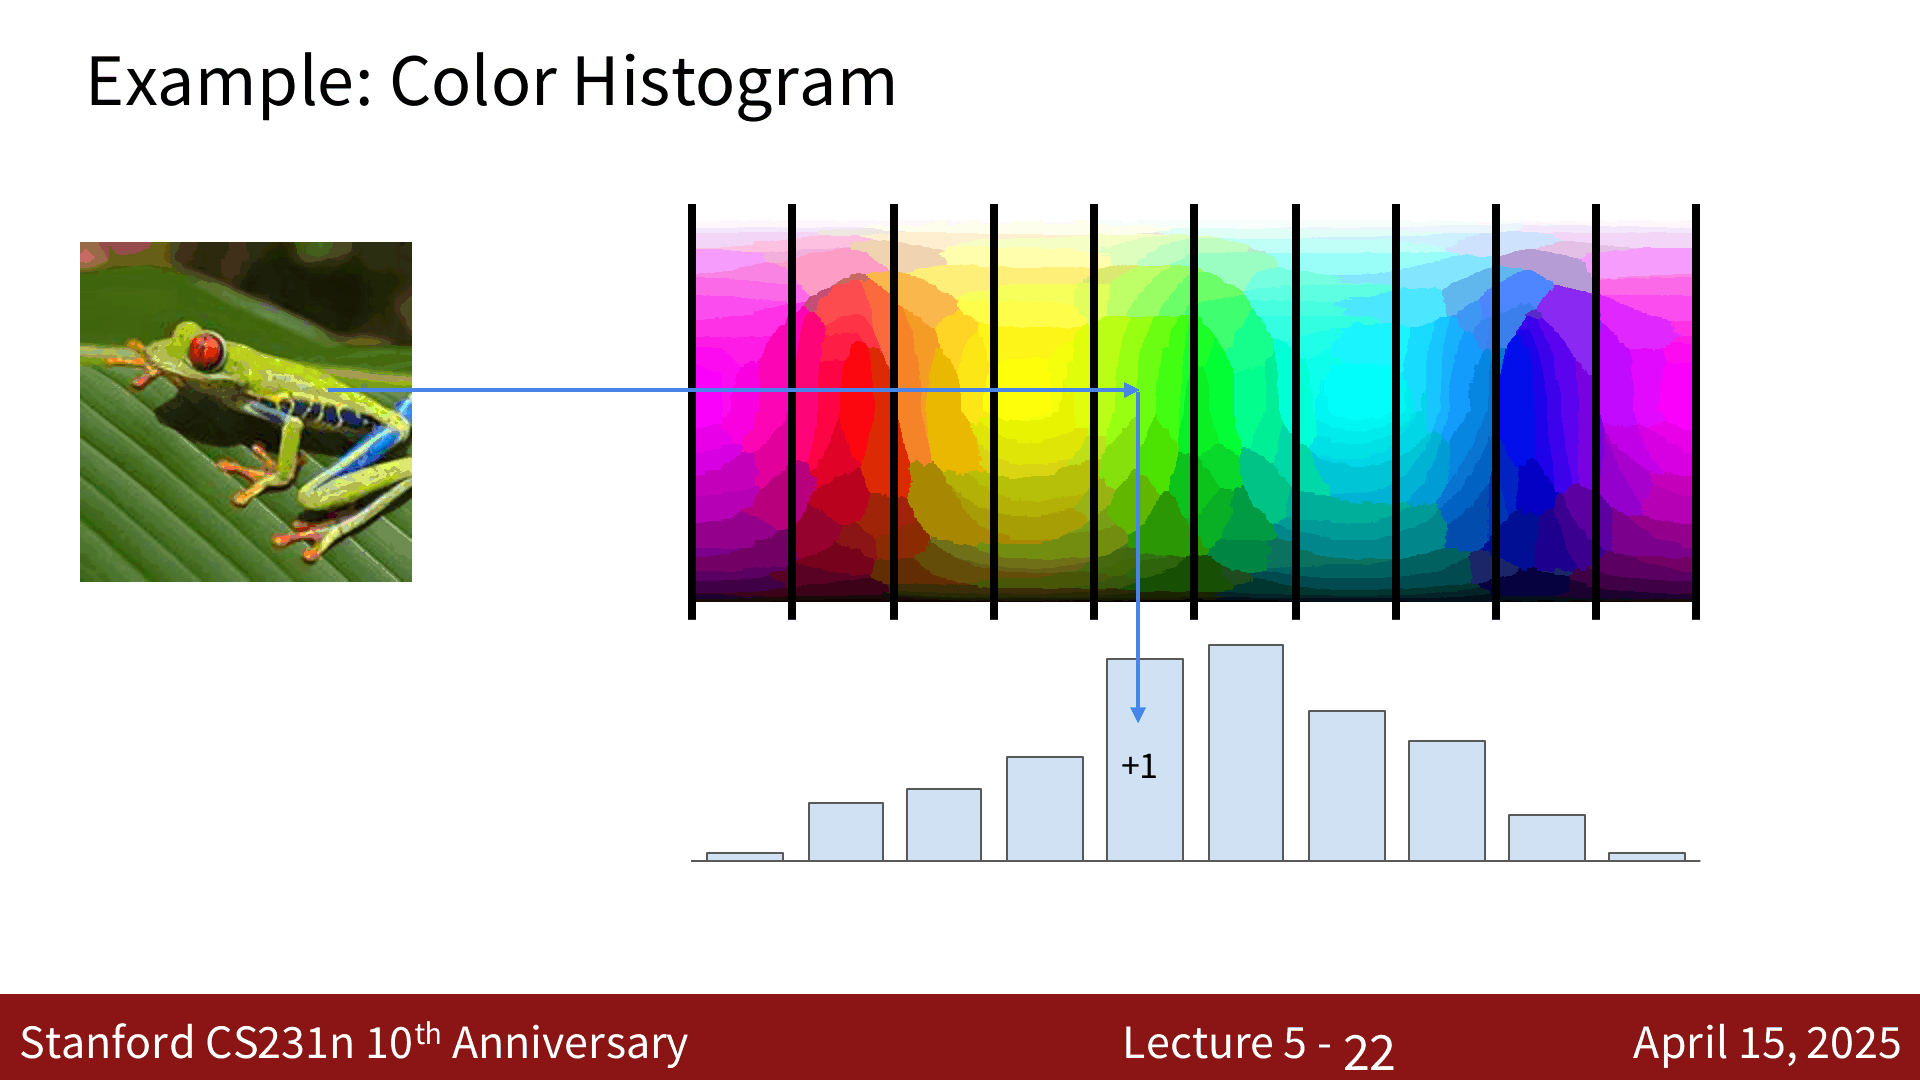 Example: Color Histogram
+1
Stanford CS231n 10th Anniversary
Lecture 5 - 22
April 15, 2025